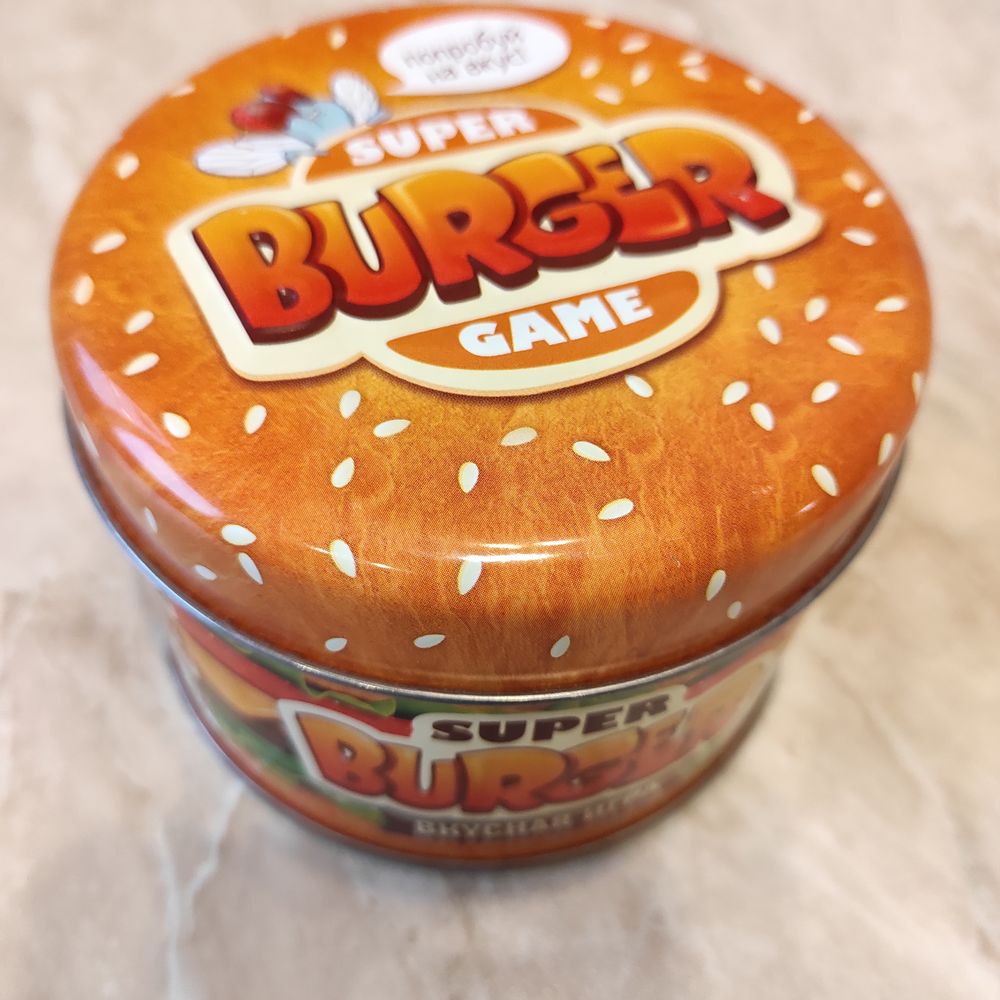 попробуй
на вкус!
SUPER
BURGER
GAME
SUPER
BURGER
ВКУСНАЯ ИГРА